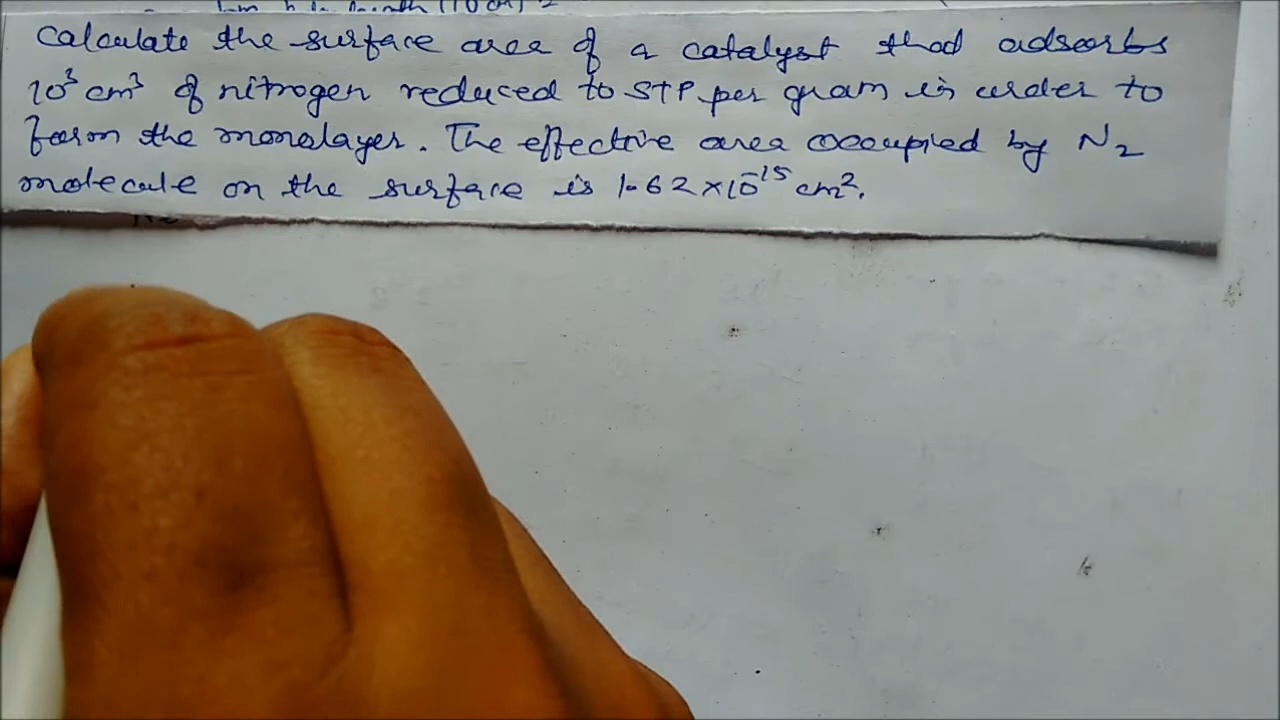 Calculate the surface area of a catalyst that adsorbs
10³ cm³ of nitrogen reduced to STP per gram in order to
form the monolayer. The effective area occupied by N₂
molecule on the surface is 1.62 × 10⁻¹⁵ cm².